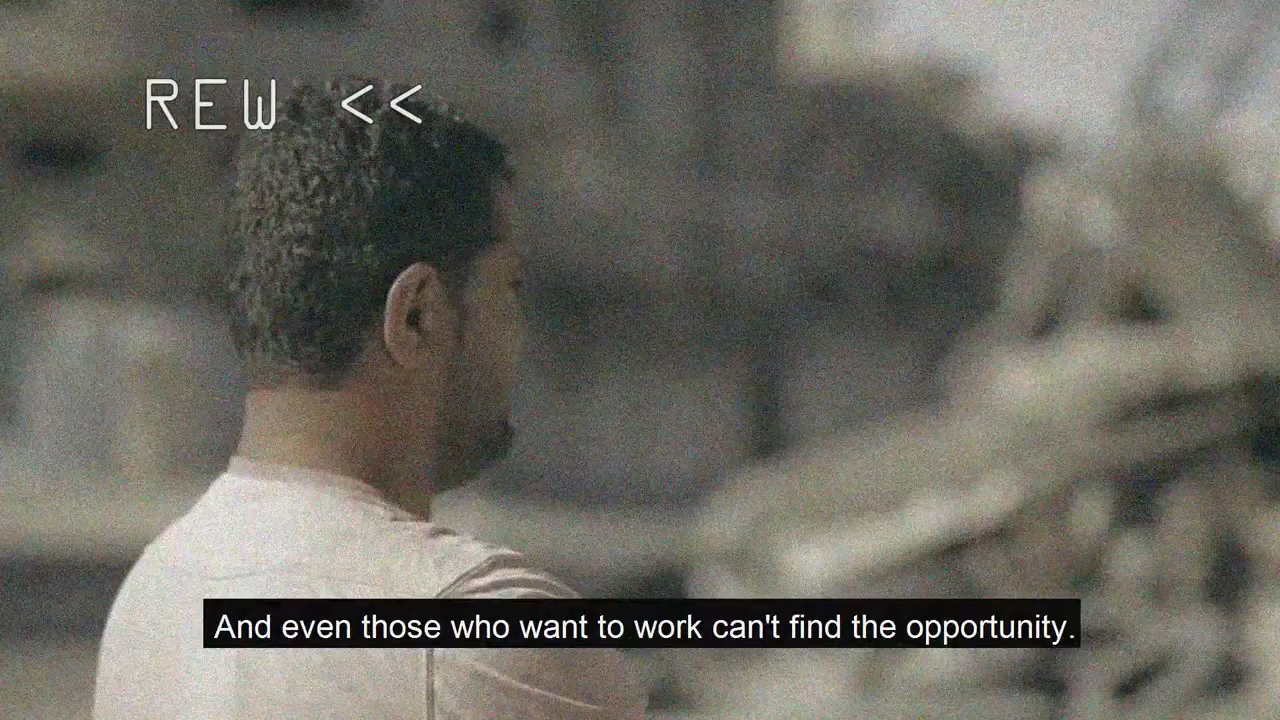 REW <<
And even those who want to work can't find the opportunity.